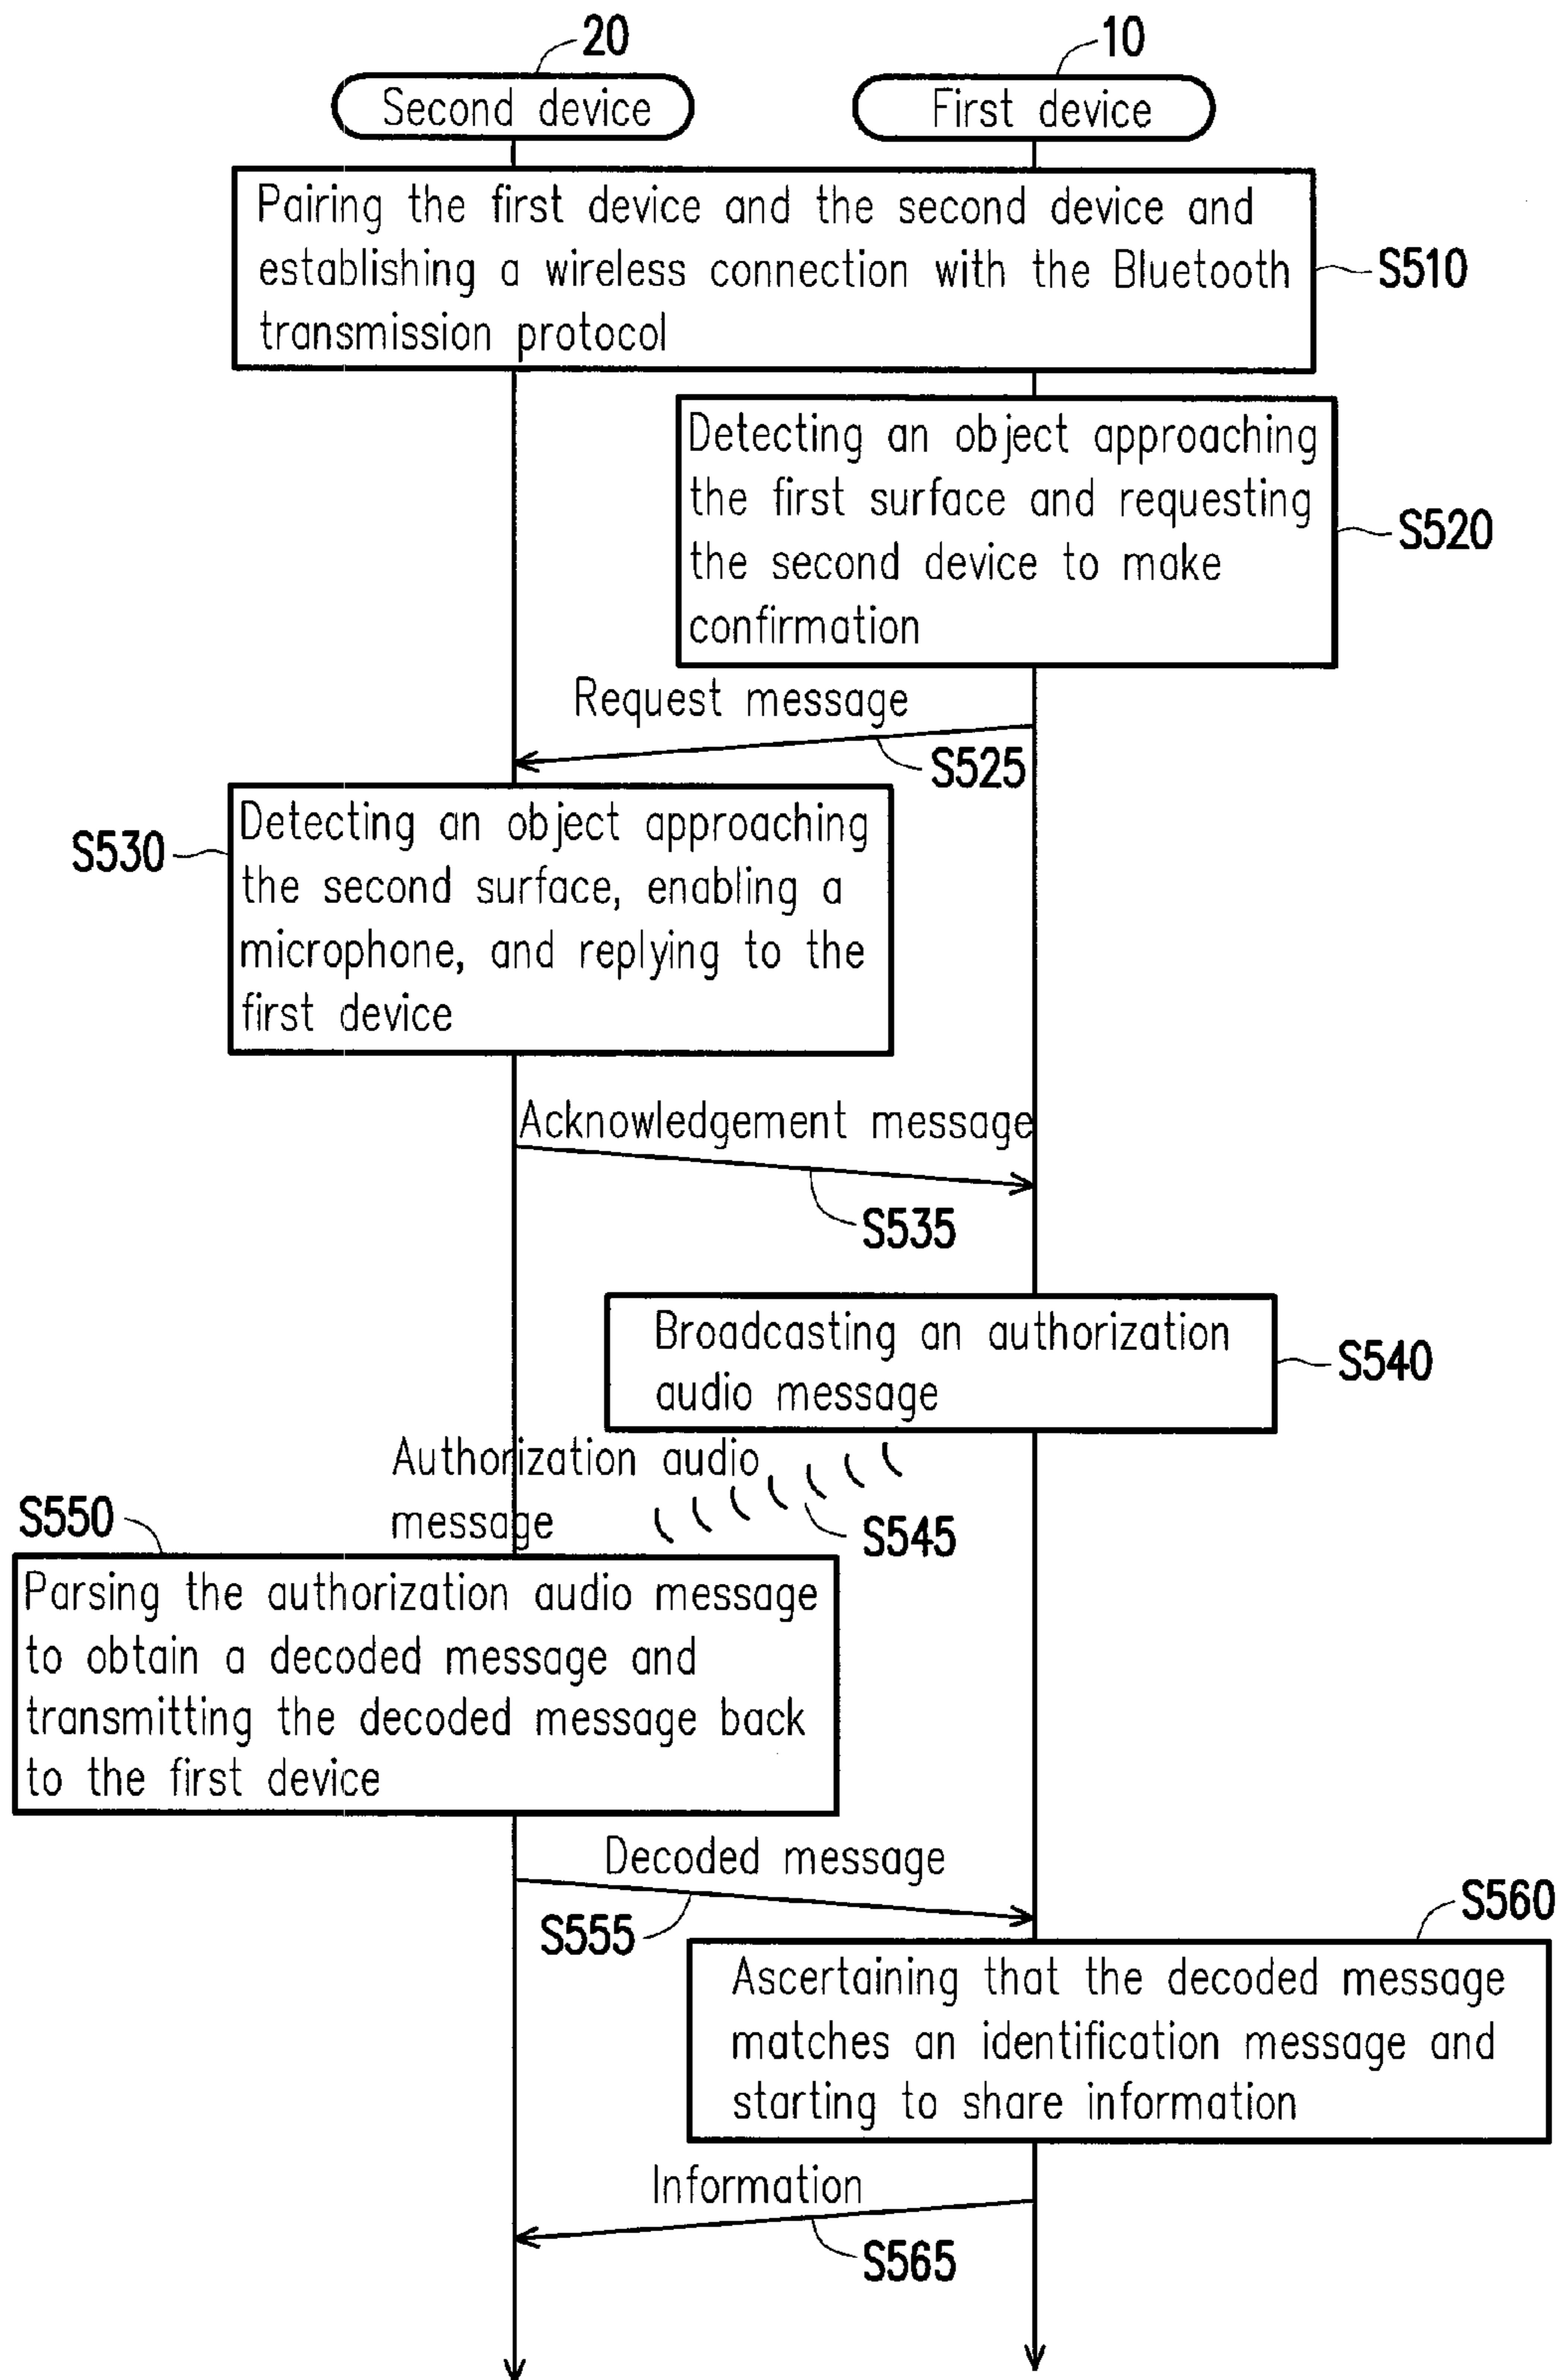 20
10
Second device
First device
Pairing the first device and the second device and
establishing a wireless connection with the Bluetooth
transmission protocol
S510
Detecting an object approaching
the first surface and requesting
the second device to make
confirmation
S520
Request message
S525
S530
Detecting an object approaching
the second surface, enabling a
microphone, and replying to the
first device
Acknowledgement message
S535
Broadcasting an authorization
audio message
S540
Authorization audio
message
S545
S550
Parsing the authorization audio message
to obtain a decoded message and
transmitting the decoded message back
to the first device
Decoded message
S555
S560
Ascertaining that the decoded message
matches an identification message and
starting to share information
Information
S565